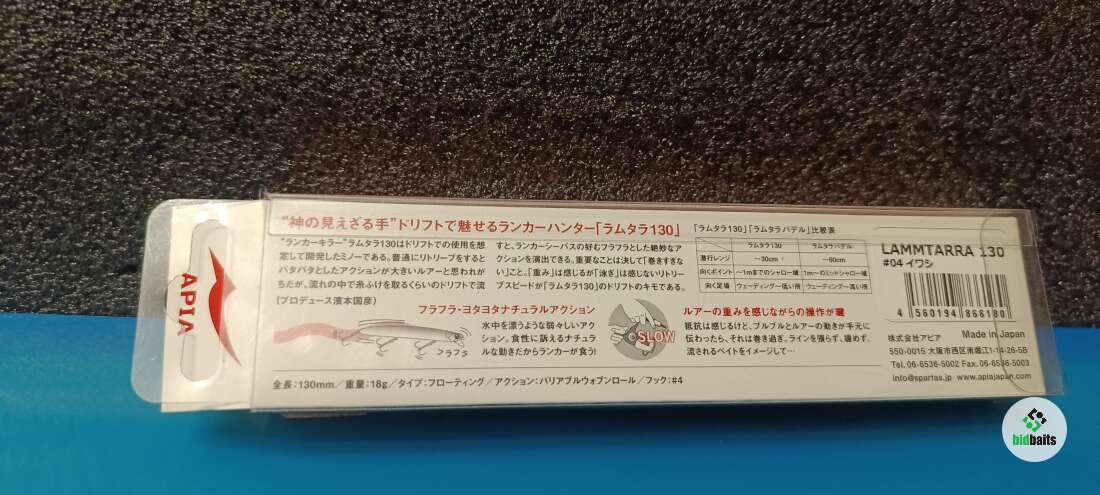 APIA
“神の見えざる手”ドリフトで魅せるランカーハンター「ラムタラ130」
“ランカーキラー”ラムタラ130はドリフトでの使用を想
定して開発したミノーである。普通にリトリーブをすると
バタバタとしたアクションが大きいルアーと思われが
ちだが、流れの中で糸ふけを取るくらいのドリフトで流
すと、ランカーシーバスの好むフラフラとした絶妙なア
クションを演出できる。重要なことは決して「巻きすぎな
い」こと。「重み」は感じるが「泳ぎ」は感じないリトリー
ブスピードが「ラムタラ130」のドリフトのキモである。
(プロデュース濱本国彦)
フラフラ・ヨタヨタナチュラルアクション
水中を漂うような弱々しいアク
ション。食性に訴えるナチュラ
ルな動きだからランカーが食う!
フラフラ
SLOW
ルアーの重みを感じながらの操作が鍵
抵抗は感じるけど、ブルブルとルアーの動きが手元に
伝わったら、それは巻き過ぎ。ラインを張らず、緩めず、
流されるベイトをイメージして…
全長:130mm/重量:18g/タイプ:フローティング/アクション:バリアブルウォブンロール/フック:#4
「ラムタラ130」「ラムタラバデル」比較表
ラムタラ130 ラムタラバデル
潜行レンジ ~30cm ~60cm
向くポイント ~1mまでのシャロー域 1m~のミッドシャロー域
向く足場 ウェーディング~低い所 ウェーディング~高い所
LAMMTARRA 130
#04 イワシ
4 560194 866180
Made in Japan
株式会社アピア
550-0015 大阪市西区南堀江1-14-26-5B
Tel. 06-6536-5002 Fax. 06-6536-5003
info@spartas.jp www.apiajapan.com
bidbaits